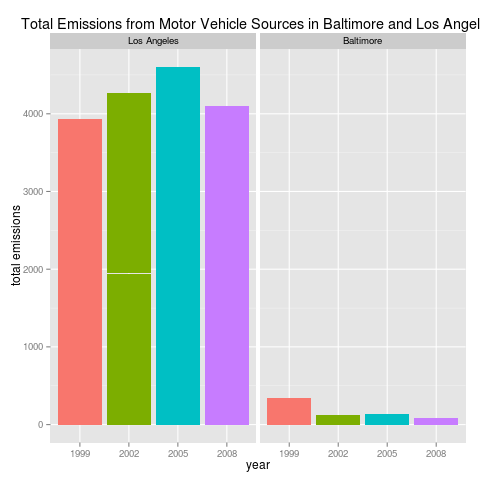 Total Emissions from Motor Vehicle Sources in Baltimore and Los Angel
Los Angeles
Baltimore
4000
3000
2000
1000
0
total emissions
1999 2002 2005 2008
1999 2002 2005 2008
year